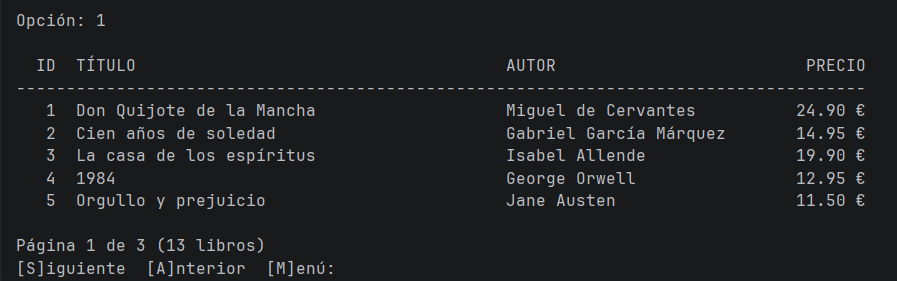 Opción: 1
ID TÍTULO AUTOR PRECIO
--------------------------------------------------------------------------------------
1 Don Quijote de la Mancha Miguel de Cervantes 24.90 €
2 Cien años de soledad Gabriel García Márquez 14.95 €
3 La casa de los espíritus Isabel Allende 19.90 €
4 1984 George Orwell 12.95 €
5 Orgullo y prejuicio Jane Austen 11.50 €
Página 1 de 3 (13 libros)
[S]iguiente [A]nterior [M]enú: